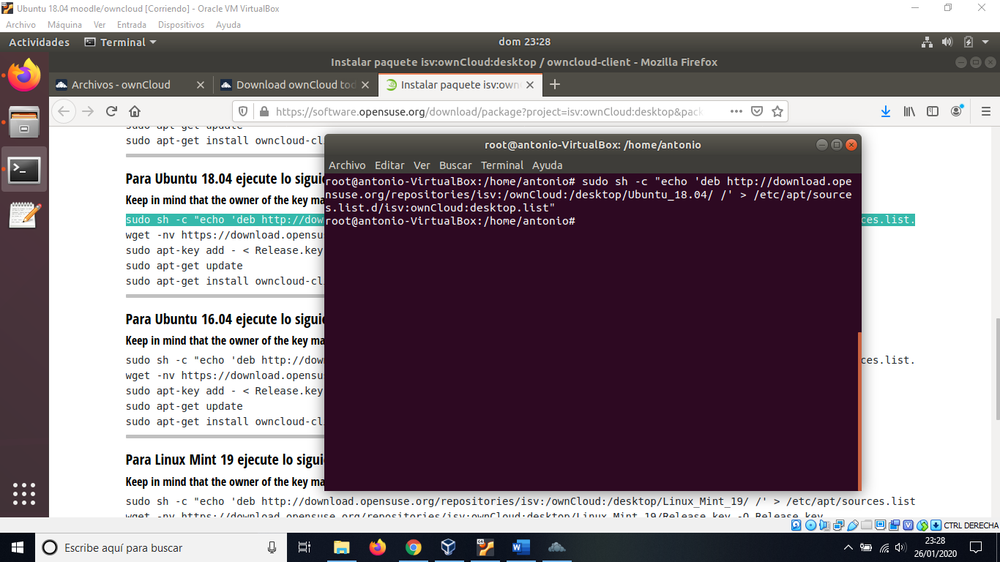 Ubuntu 18.04 moodle/owncloud [Corriendo] - Oracle VM VirtualBox
Archivo Máquina Ver Entrada Dispositivos Ayuda
Actividades Terminal dom 23:28
Instalar paquete isv:ownCloud:desktop / owncloud-client - Mozilla Firefox
Archivos - ownCloud Download ownCloud tod Instalar paquete isv:own
https://software.opensuse.org/download/package?project=isv:ownCloud:desktop&pack
sudo apt-get update
sudo apt-get install owncloud-cl
Para Ubuntu 18.04 ejecute lo siguie
Keep in mind that the owner of the key ma
sudo sh -c "echo 'deb http://dow ces.list.
wget -nv https://download.opensu
sudo apt-key add - < Release.key
sudo apt-get update
sudo apt-get install owncloud-cl
Para Ubuntu 16.04 ejecute lo siguie
Keep in mind that the owner of the key ma
sudo sh -c "echo 'deb http://dow ces.list.
wget -nv https://download.opensu
sudo apt-key add - < Release.key
sudo apt-get update
sudo apt-get install owncloud-cl
Para Linux Mint 19 ejecute lo siguie
Keep in mind that the owner of the key ma
sudo sh -c "echo 'deb http://download.opensuse.org/repositories/isv:/ownCloud:/desktop/Linux_Mint_19/ /' > /etc/apt/sources.list
wget -nv https://download.opensuse.org/repositories/isv:ownCloud:desktop/Linux_Mint_19/Release.key -O Release.key
root@antonio-VirtualBox: /home/antonio
Archivo Editar Ver Buscar Terminal Ayuda
root@antonio-VirtualBox:/home/antonio# sudo sh -c "echo 'deb http://download.ope
nsuse.org/repositories/isv:/ownCloud:/desktop/Ubuntu_18.04/ /' > /etc/apt/source
s.list.d/isv:ownCloud:desktop.list"
root@antonio-VirtualBox:/home/antonio#
CTRL DERECHA
Escribe aquí para buscar
23:28
26/01/2020